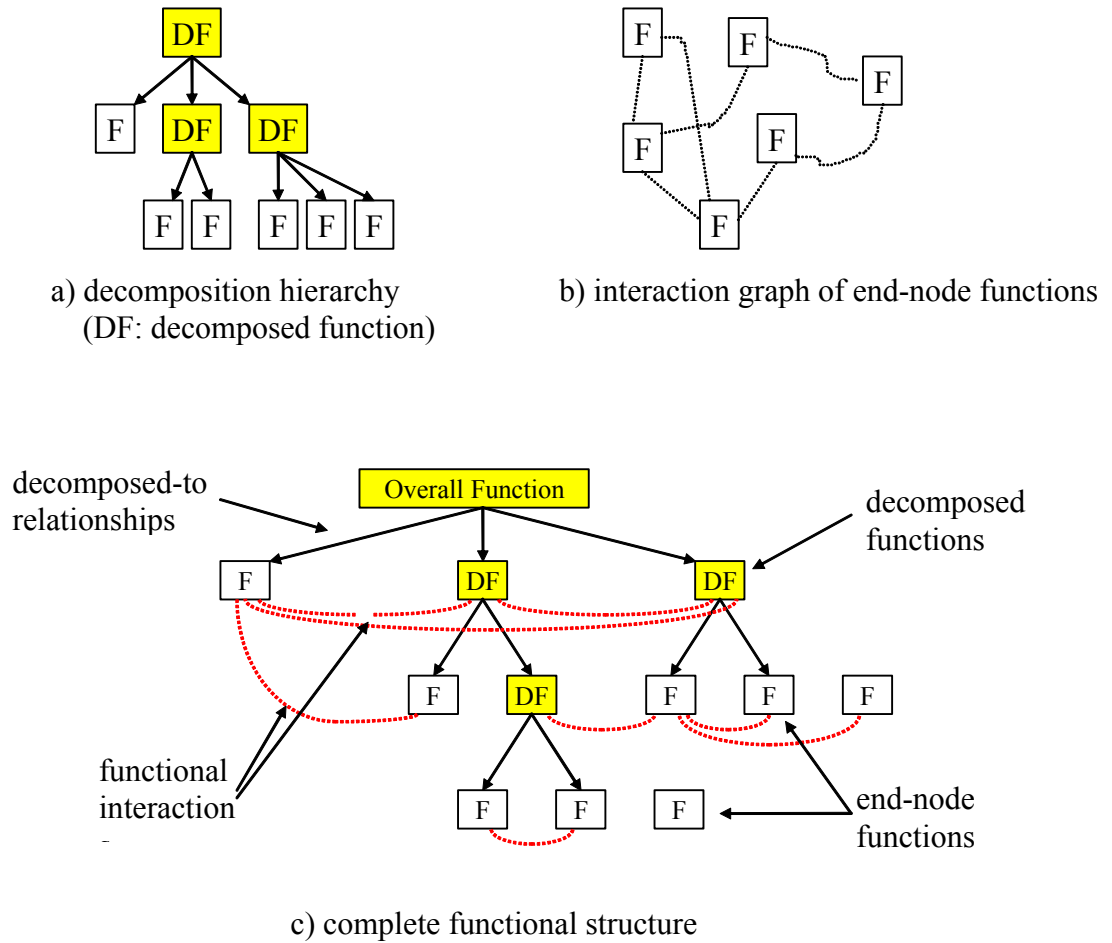 DF
F DF DF
F F F F F
a) decomposition hierarchy
(DF: decomposed function)
F F F
F F
F
b) interaction graph of end-node functions
decomposed-to
relationships
Overall Function
decomposed
functions
F DF DF
F DF F F F
functional
interaction
F F F
end-node
functions
c) complete functional structure